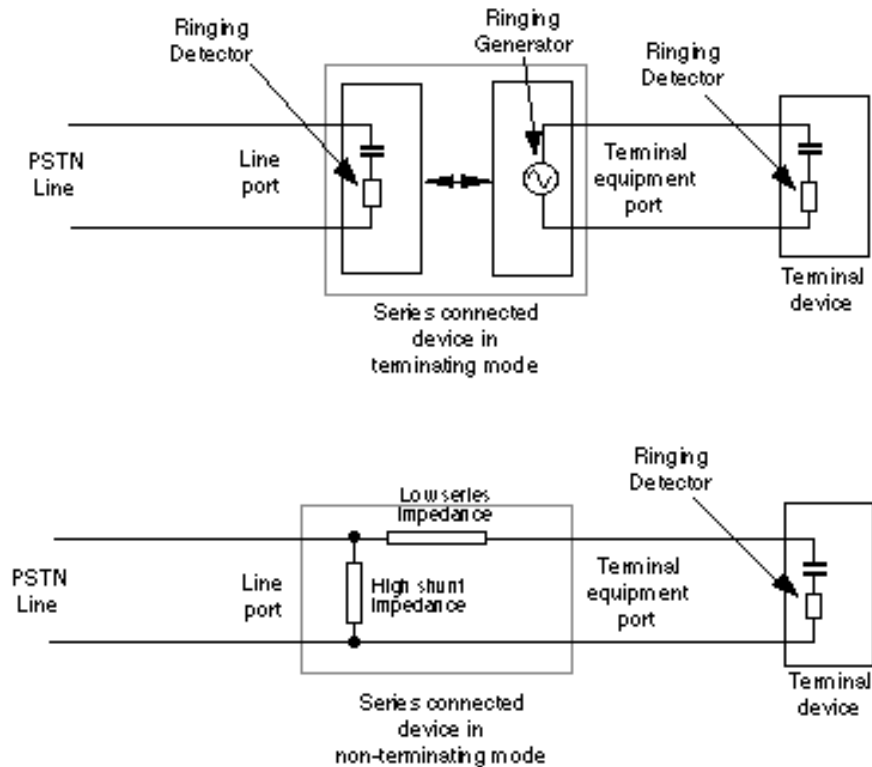 Ringing
Detector
Ringing
Generator
Ringing
Detector
PSTN
Line
Line
port
Terminal
equipment
port
Terminal
device
Series connected
device in
terminating mode
Ringing
Detector
Low series
Impedance
PSTN
Line
Line
port
High shunt
Impedance
Terminal
equipment
port
Terminal
device
Series connected
device in
non-terminating mode